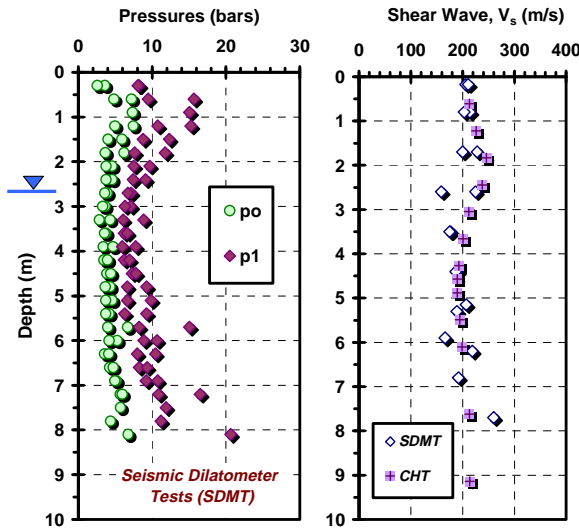 Pressures (bars)
0 10 20 30
0
1
2
3
4
5
6
7
8
9
10
Depth (m)
po
p1
Seismic Dilatometer
Tests (SDMT)
Shear Wave, Vs (m/s)
0 100 200 300 400
0
1
2
3
4
5
6
7
8
9
10
SDMT
CHT